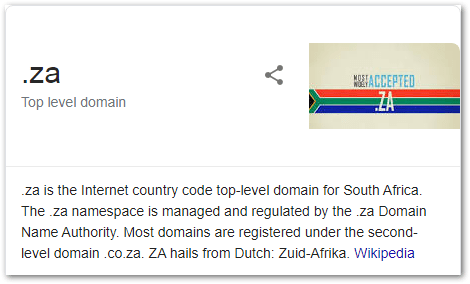 .za
Top level domain
MOST
WIDELY ACCEPTED
.ZA
.za is the Internet country code top-level domain for South Africa.
The .za namespace is managed and regulated by the .za Domain
Name Authority. Most domains are registered under the second-
level domain .co.za. ZA hails from Dutch: Zuid-Afrika. Wikipedia